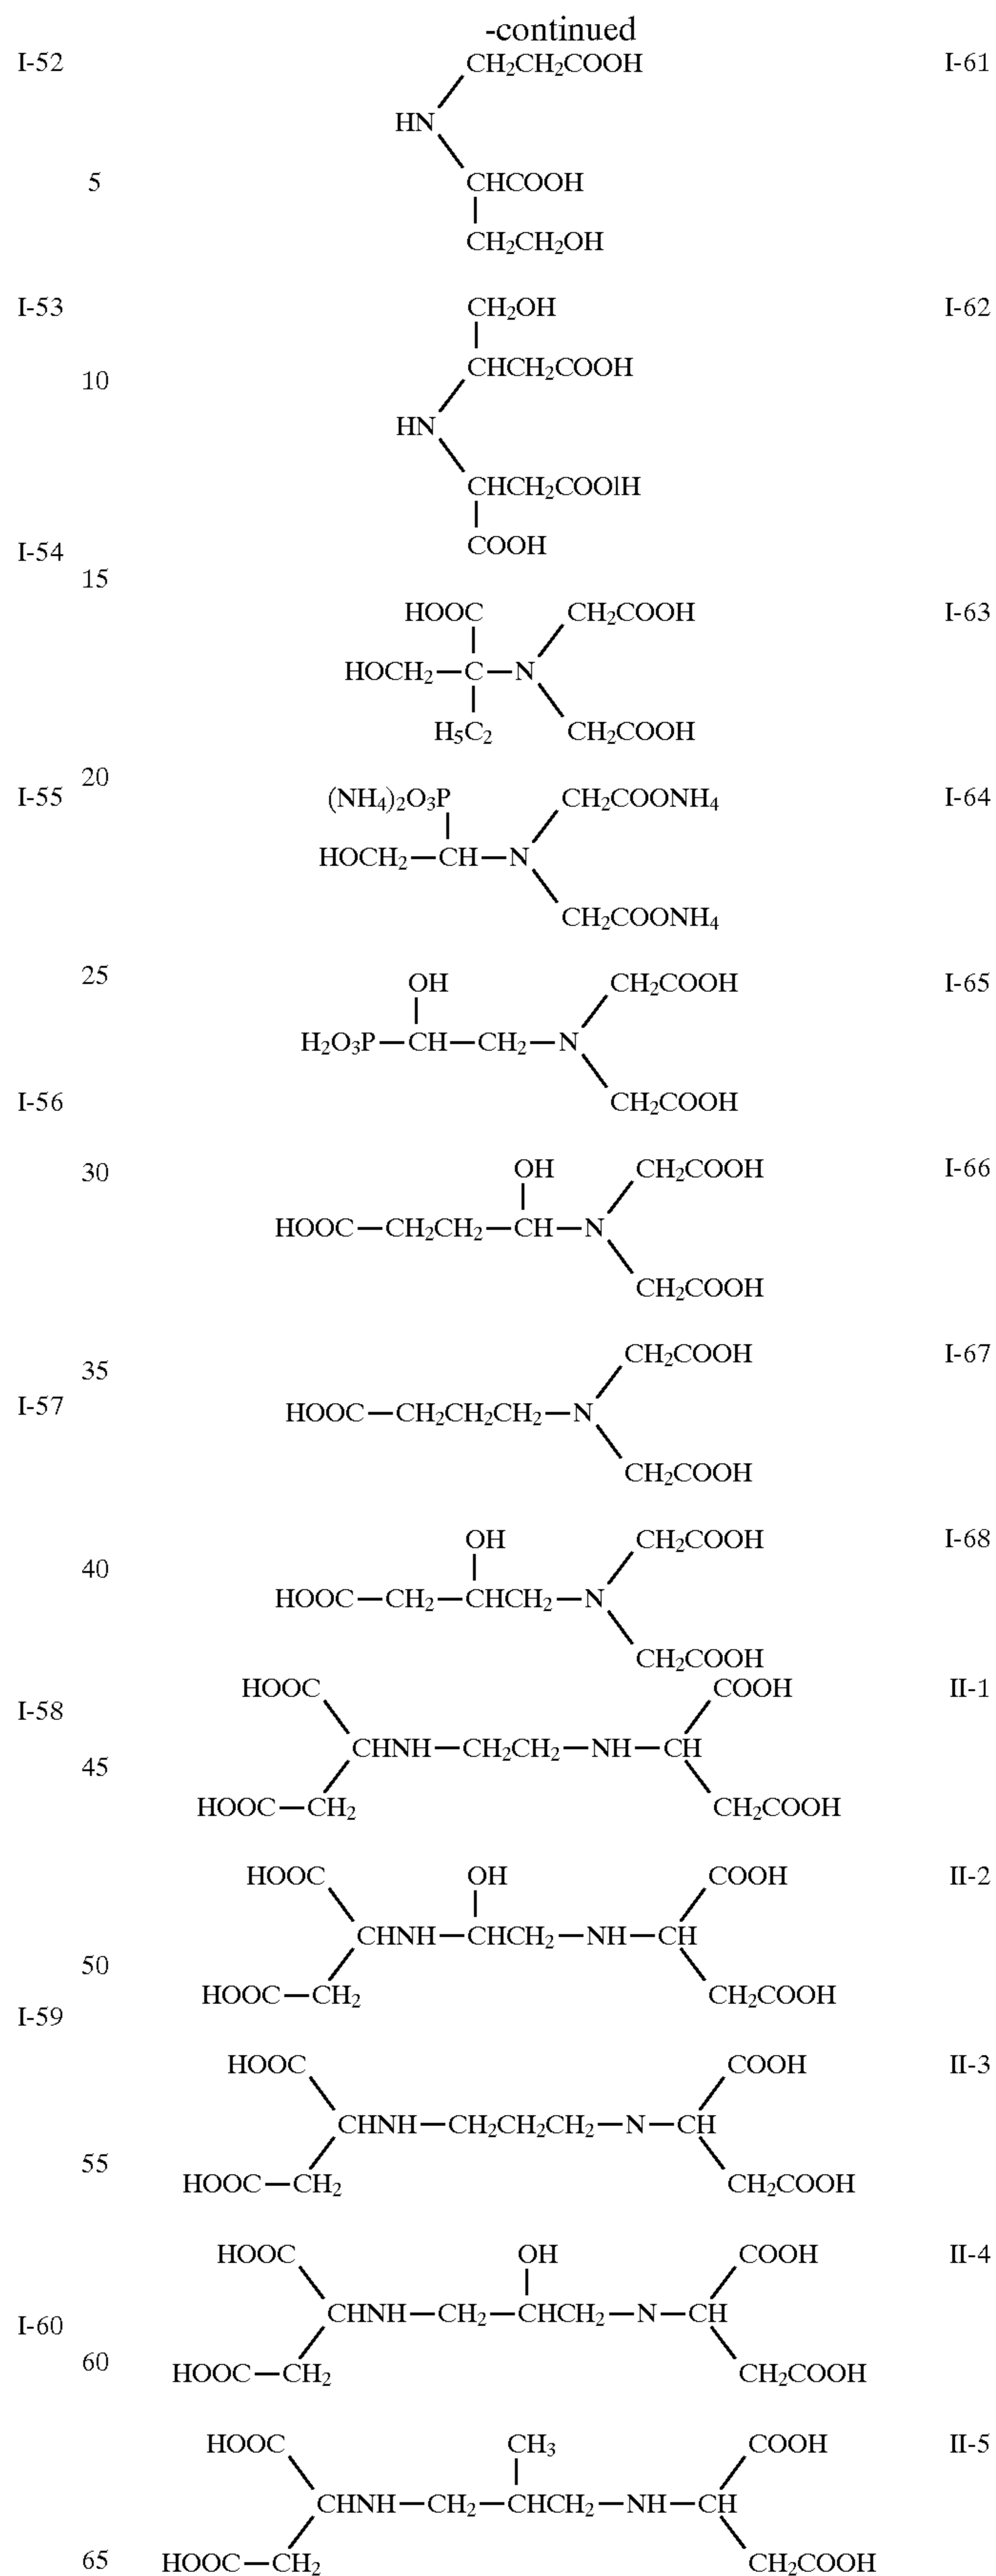 -continued
I-52 CH₂CH₂COOH I-61
HN
5 CHCOOH
CH₂CH₂OH
I-53 CH₂OH I-62
CHCH₂COOH
10
HN
CHCH₂COOlH
COOH
I-54
15
HOOC CH₂COOH I-63
HOCH₂—C—N
H₅C₂ CH₂COOH
20
I-55 (NH₄)₂O₃P CH₂COONH₄ I-64
HOCH₂—CH—N
CH₂COONH₄
25
OH CH₂COOH I-65
H₂O₃P—CH—CH₂—N
I-56 CH₂COOH
30 OH CH₂COOH I-66
HOOC—CH₂CH₂—CH—N
CH₂COOH
CH₂COOH I-67
35
I-57 HOOC—CH₂CH₂CH₂—N
CH₂COOH
OH CH₂COOH I-68
40
HOOC—CH₂—CHCH₂—N
CH₂COOH
HOOC COOH II-1
I-58
CHNH—CH₂CH₂—NH—CH
45
HOOC—CH₂ CH₂COOH
HOOC OH COOH II-2
CHNH—CHCH₂—NH—CH
50
HOOC—CH₂ CH₂COOH
I-59
HOOC COOH II-3
CHNH—CH₂CH₂CH₂—N—CH
55
HOOC—CH₂ CH₂COOH
HOOC OH COOH II-4
CHNH—CH₂—CHCH₂—N—CH
I-60
60
HOOC—CH₂ CH₂COOH
HOOC CH₃ COOH II-5
CHNH—CH₂—CHCH₂—NH—CH
65 HOOC—CH₂ CH₂COOH